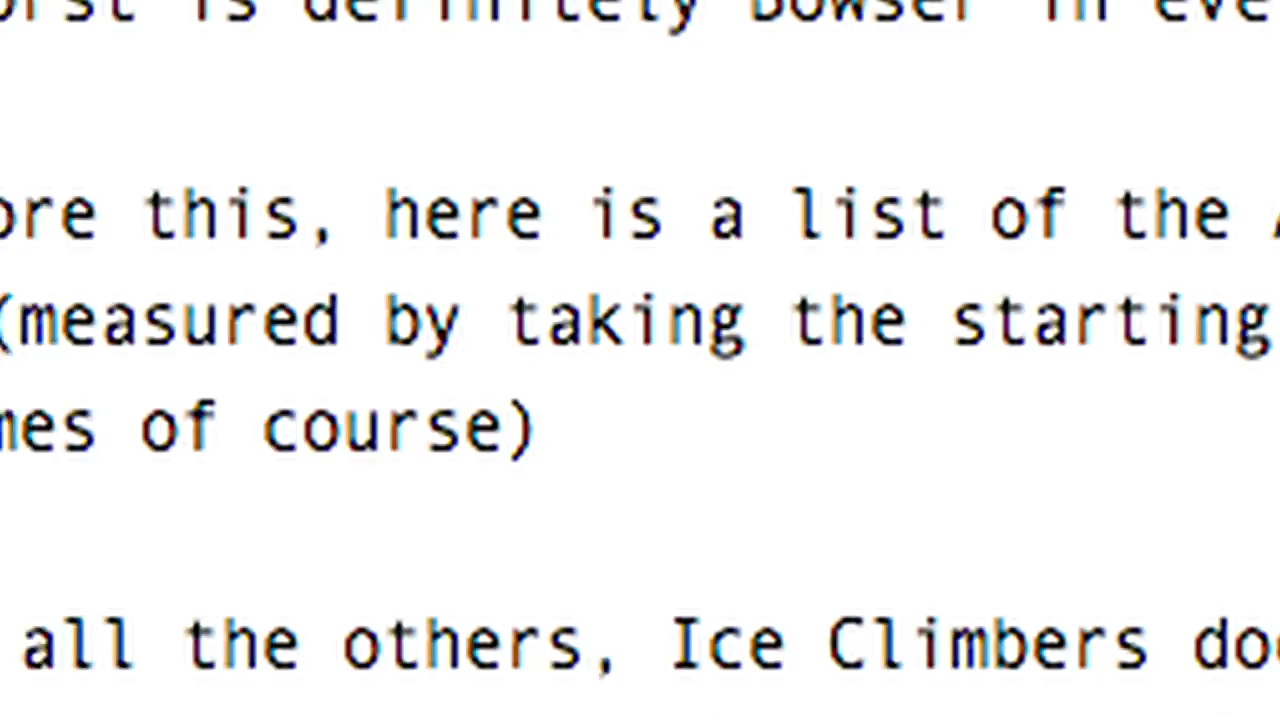 orst is definitely Bowser in eve
ore this, here is a list of the
(measured by taking the starting
mes of course)
all the others, Ice Climbers do